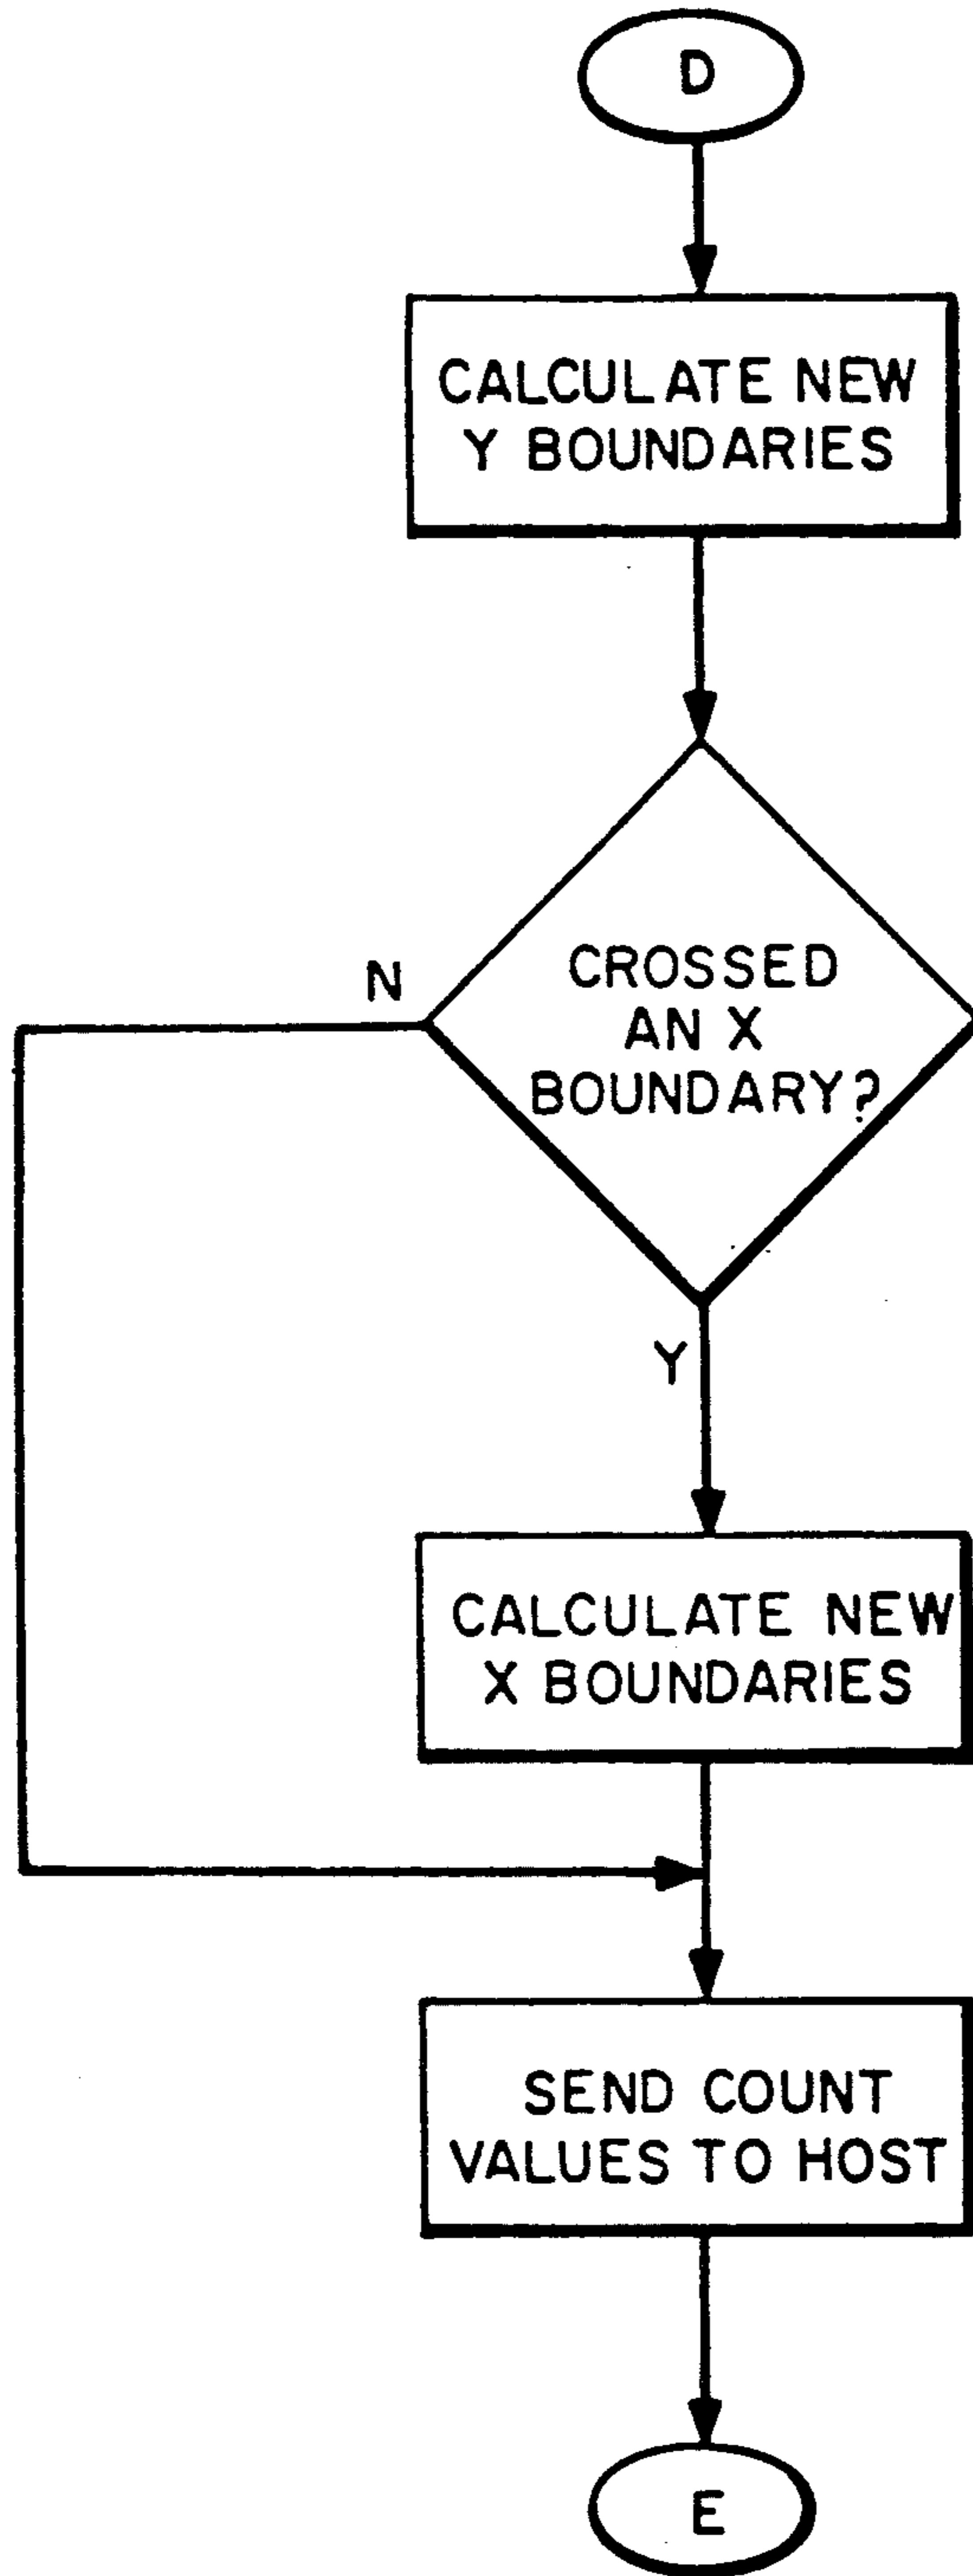 D
CALCULATE NEW
Y BOUNDARIES
N
CROSSED
AN X
BOUNDARY?
Y
CALCULATE NEW
X BOUNDARIES
SEND COUNT
VALUES TO HOST
E